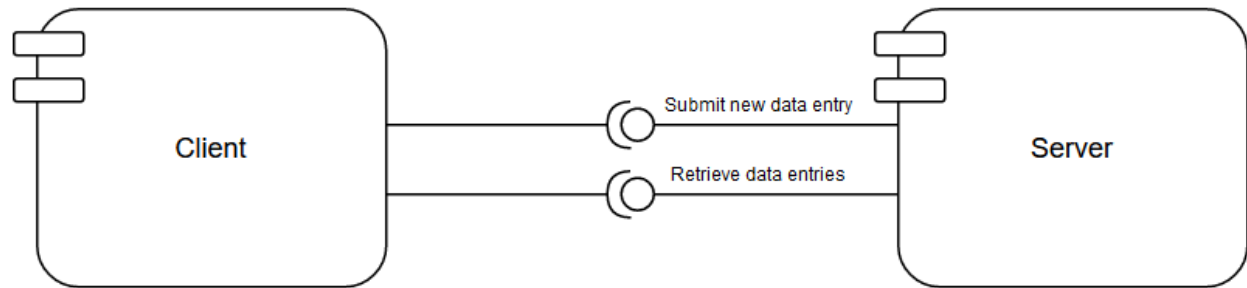 Submit new data entry
Client
Server
Retrieve data entries